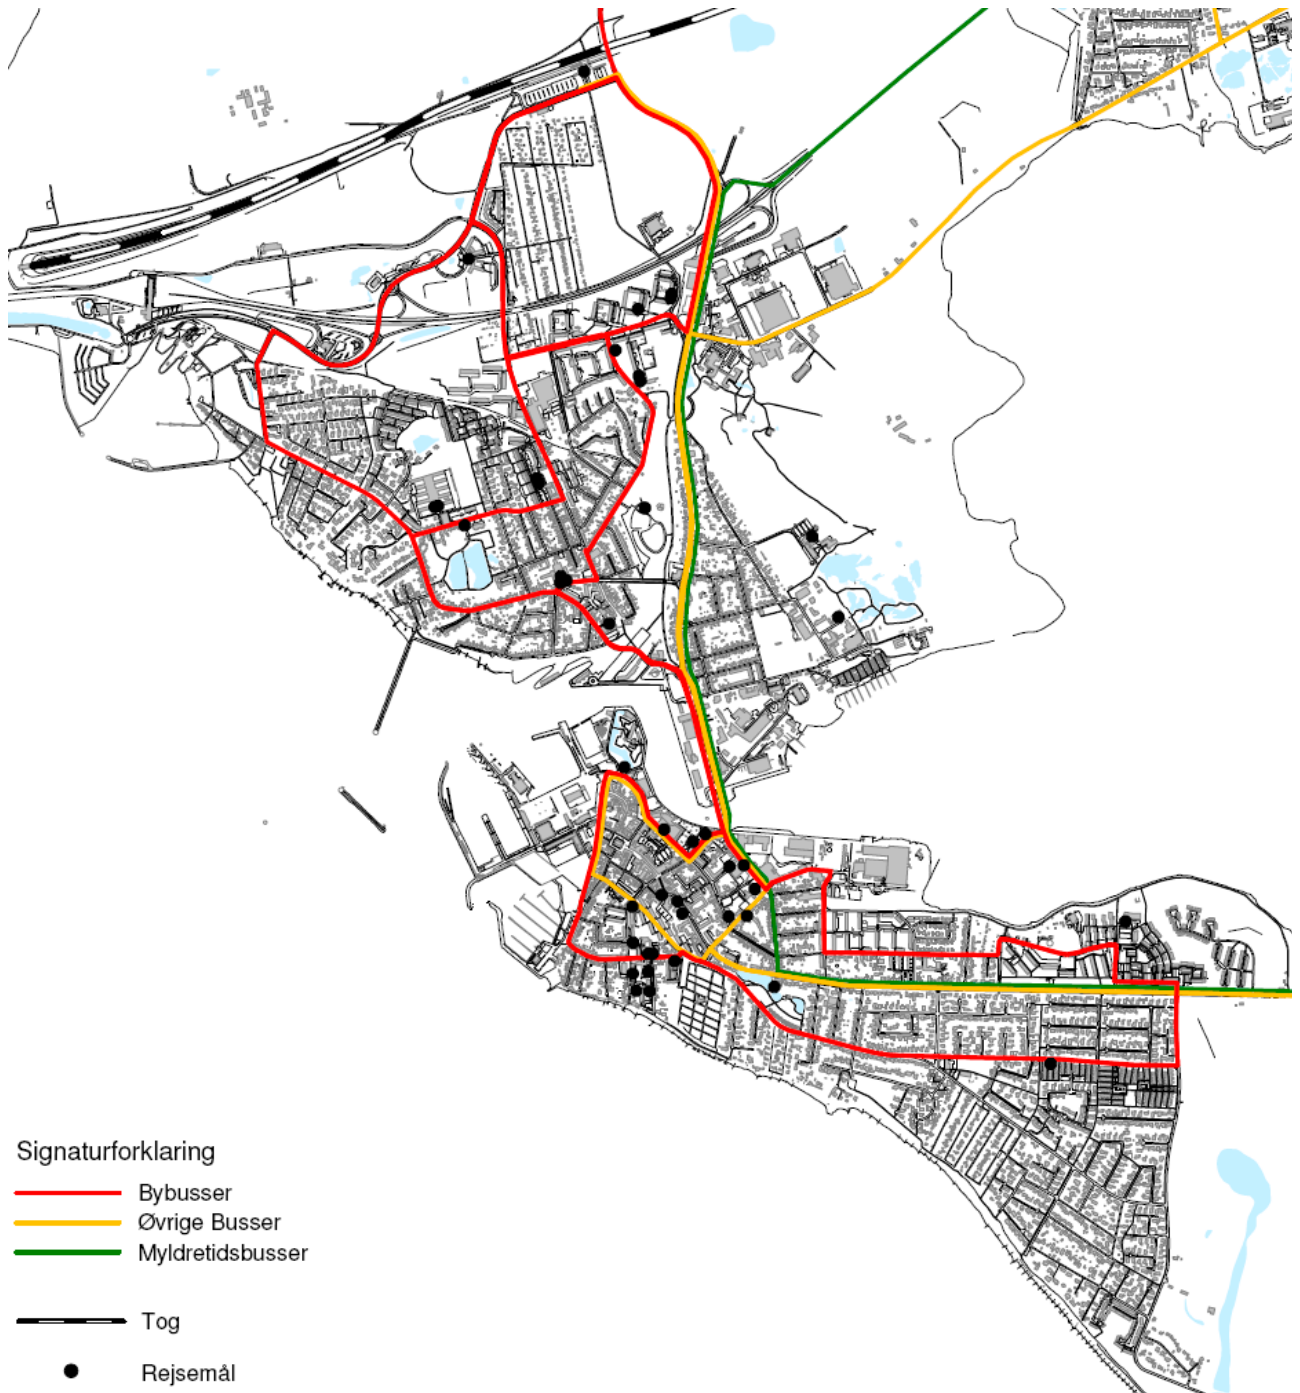 Signaturforklaring
Bybusser
Øvrige Busser
Myldretidsbusser
Tog
Rejsemål